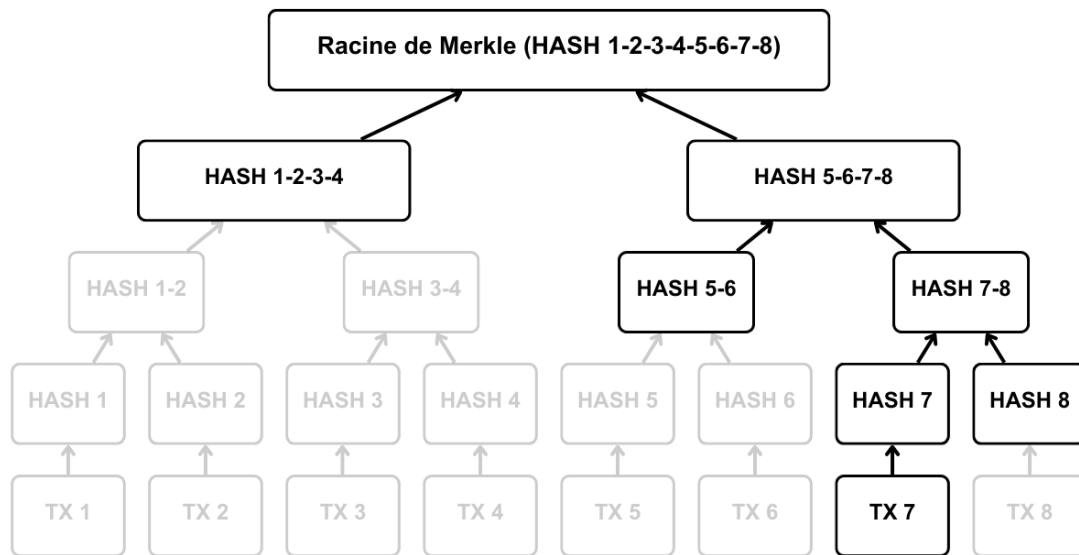 Racine de Merkle (HASH 1-2-3-4-5-6-7-8)
HASH 1-2-3-4
HASH 5-6-7-8
HASH 1-2
HASH 3-4
HASH 5-6
HASH 7-8
HASH 1
HASH 2
HASH 3
HASH 4
HASH 5
HASH 6
HASH 7
HASH 8
TX 1
TX 2
TX 3
TX 4
TX 5
TX 6
TX 7
TX 8